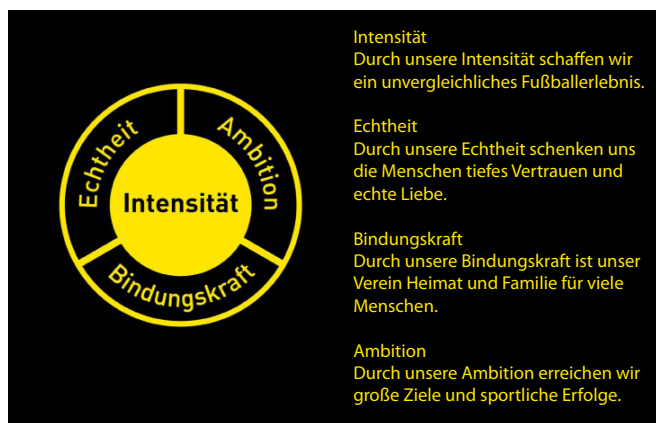 Echtheit
Ambition
Intensität
Bindungskraft
Intensität
Durch unsere Intensität schaffen wir
ein unvergleichliches Fußballerlebnis.
Echtheit
Durch unsere Echtheit schenken uns
die Menschen tiefes Vertrauen und
echte Liebe.
Bindungskraft
Durch unsere Bindungskraft ist unser
Verein Heimat und Familie für viele
Menschen.
Ambition
Durch unsere Ambition erreichen wir
große Ziele und sportliche Erfolge.